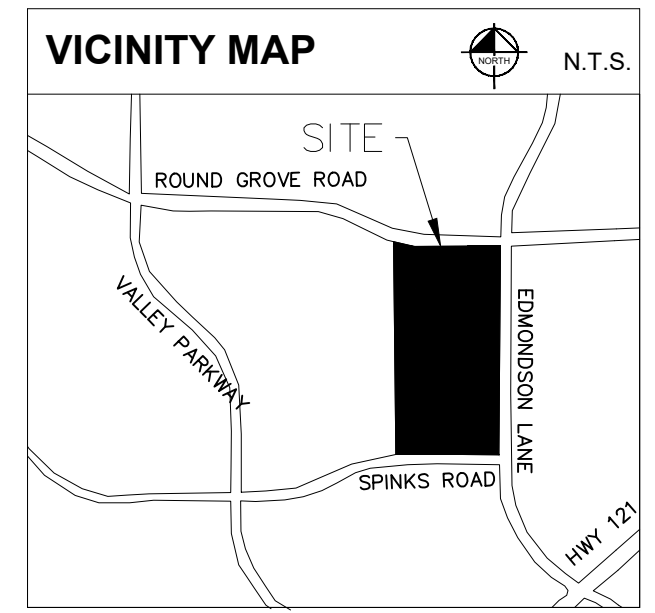 VICINITY MAP
NORTH
N.T.S.
SITE
ROUND GROVE ROAD
VALLEY PARKWAY
EDMONDSON LANE
SPINKS ROAD
HWY 121